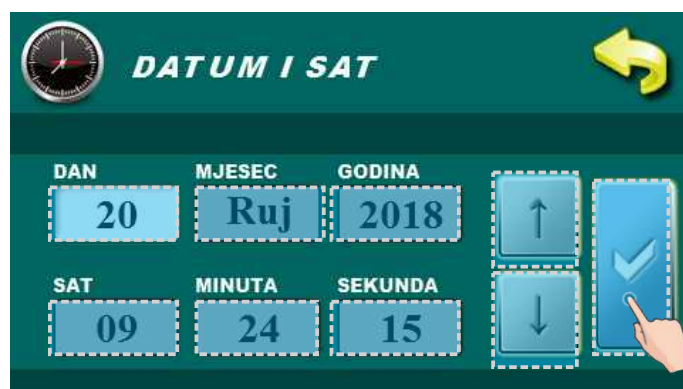 DATUM I SAT
DAN MJESEC GODINA
20 Ruj 2018
SAT MINUTA SEKUNDA
09 24 15